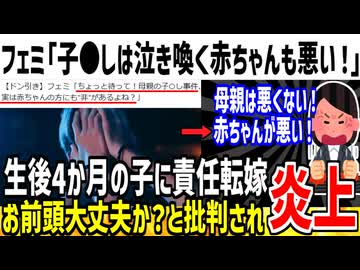 フェミ「子●しは泣き喚く赤ちゃんも悪い！」
【ドン引き】フェミ「ちょっと待って！母親の子○し事件、
実は赤ちゃんの方にも"非"があるよね？」
母親は悪くない！
赤ちゃんが悪い！
生後4か月の子に責任転嫁
お前頭大丈夫か？と批判され
炎上